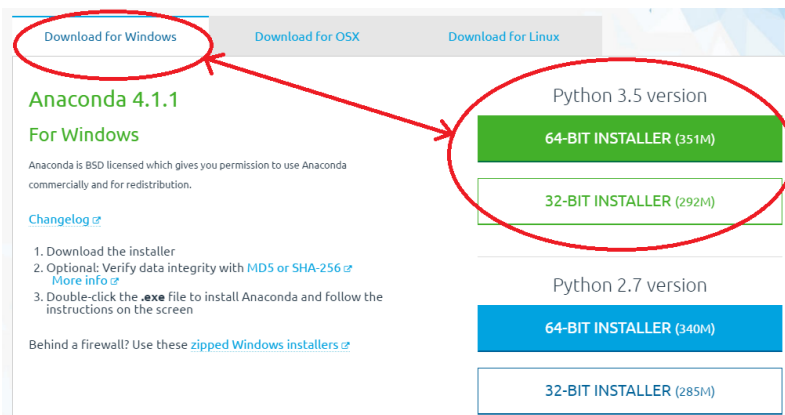 Download for Windows
Download for OSX
Download for Linux
Anaconda 4.1.1
For Windows
Anaconda is BSD licensed which gives you permission to use Anaconda
commercially and for redistribution.
Changelog
1. Download the installer
2. Optional: Verify data integrity with MD5 or SHA-256
More info
3. Double-click the .exe file to install Anaconda and follow the
instructions on the screen
Behind a firewall? Use these zipped Windows installers
Python 3.5 version
64-BIT INSTALLER (351M)
32-BIT INSTALLER (292M)
Python 2.7 version
64-BIT INSTALLER (340M)
32-BIT INSTALLER (285M)